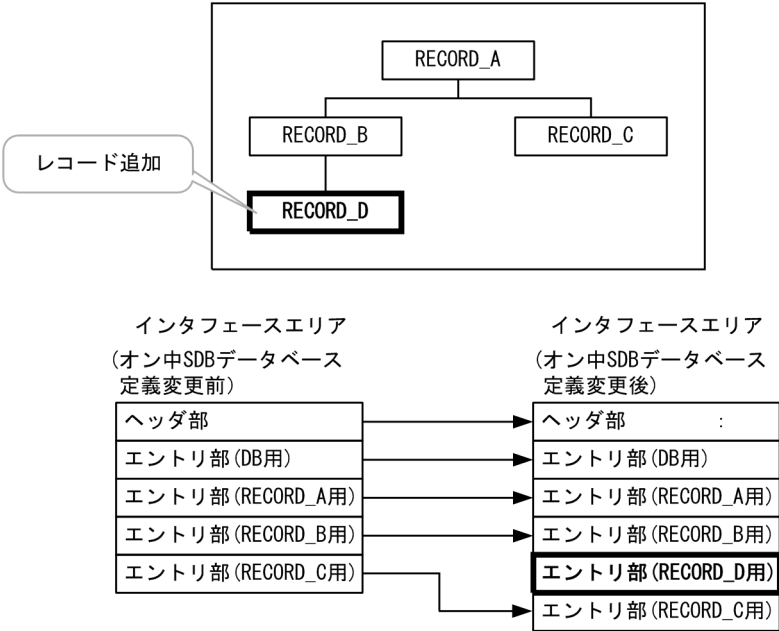 RECORD_A
RECORD_B
RECORD_C
レコード追加
RECORD_D
インタフェースエリア
(オン中SDBデータベース
定義変更前)
ヘッダ部
エントリ部(DB用)
エントリ部(RECORD_A用)
エントリ部(RECORD_B用)
エントリ部(RECORD_C用)
インタフェースエリア
(オン中SDBデータベース
定義変更後)
ヘッダ部 :
エントリ部(DB用)
エントリ部(RECORD_A用)
エントリ部(RECORD_B用)
エントリ部(RECORD_D用)
エントリ部(RECORD_C用)